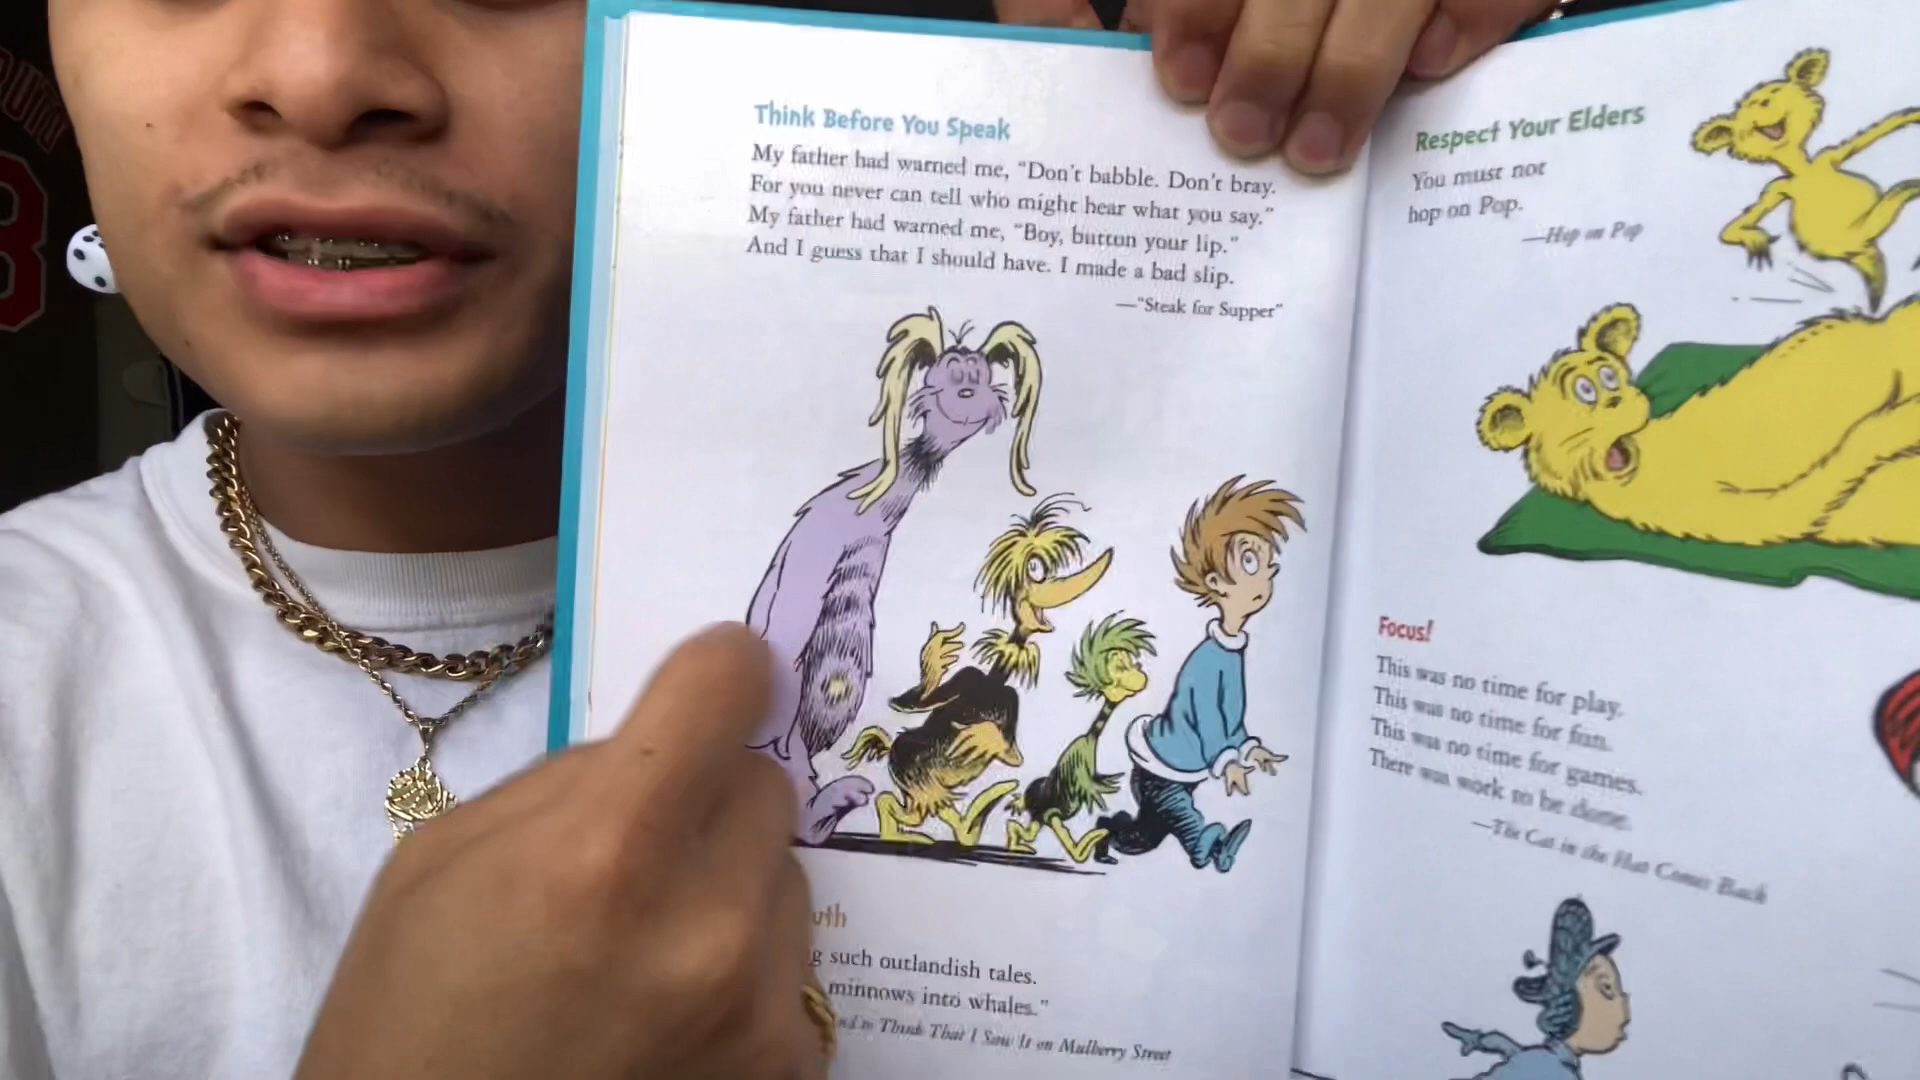 Think Before You Speak
My father had warned me, "Don't babble. Don't bray.
For you never can tell who might hear what you say."
My father had warned me, "Boy, button your lip."
And I guess that I should have. I made a bad slip.
—"Steak for Supper"
uth
g such outlandish tales.
minnows into whales."
to Think That I Saw It on Mulberry Street
Respect Your Elders
You must not
hop on Pop.
—Hop on Pop
Focus!
This was no time for play.
This was no time for fun.
This was no time for games.
There was work to be done.
—The Cat in the Hat Comes Back